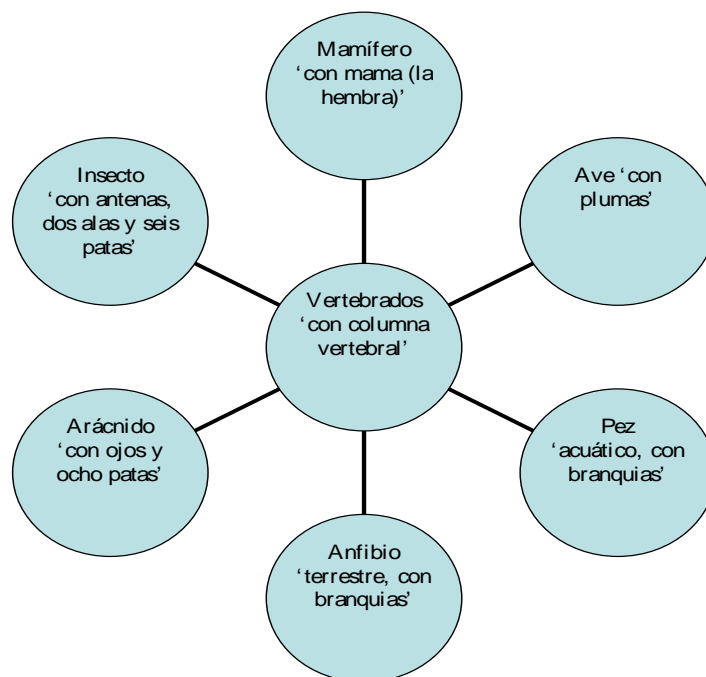 Mamífero
‘con mama (la
hembra)’
Insecto
‘con antenas,
dos alas y seis
patas’
Ave ‘con
plumas’
Vertebrados
‘con columna
vertebral’
Arácnido
‘con ojos y
ocho patas’
Pez
‘acuático, con
branquias’
Anfibio
‘terrestre, con
branquias’